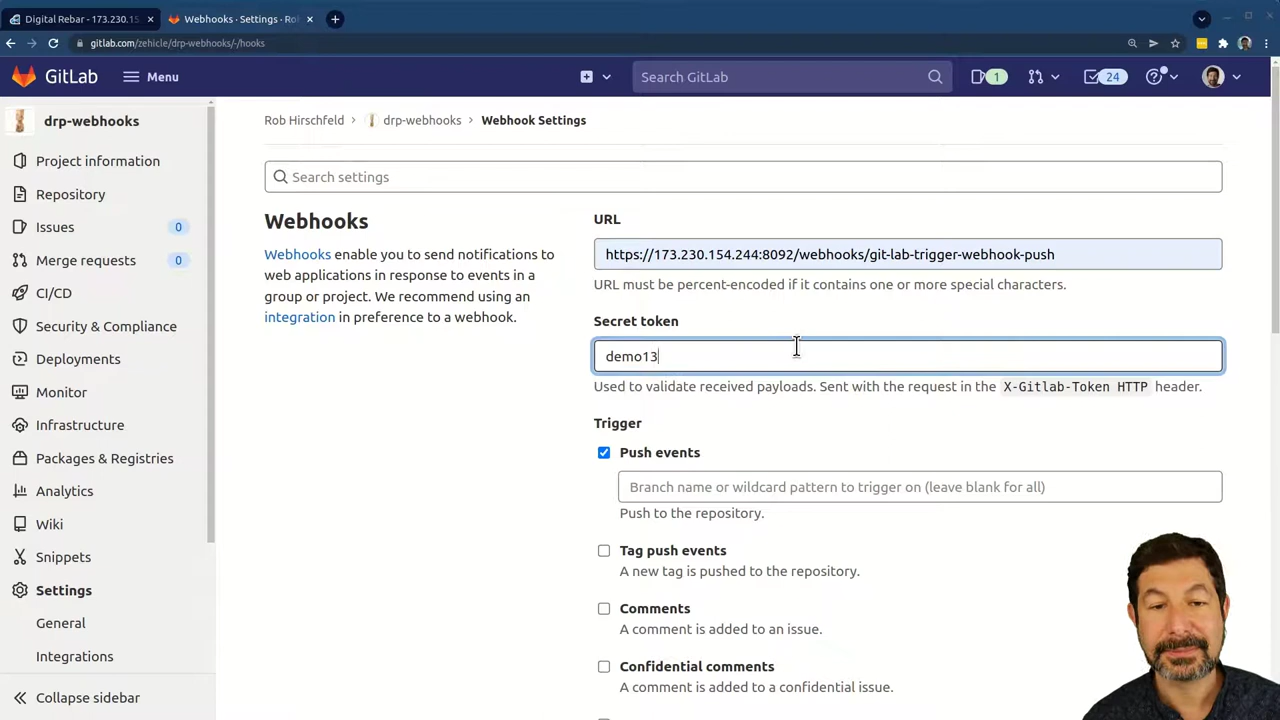 Digital Rebar - 173.230.15
Webhooks · Settings · Ro
gitlab.com/zehicle/drp-webhooks/-/hooks
GitLab
Menu
Search GitLab
1
24
drp-webhooks
Project information
Repository
Issues 0
Merge requests 0
CI/CD
Security & Compliance
Deployments
Monitor
Infrastructure
Packages & Registries
Analytics
Wiki
Snippets
Settings
General
Integrations
Collapse sidebar
Rob Hirschfeld > drp-webhooks > Webhook Settings
Search settings
Webhooks
Webhooks enable you to send notifications to
web applications in response to events in a
group or project. We recommend using an
integration in preference to a webhook.
URL
https://173.230.154.244:8092/webhooks/git-lab-trigger-webhook-push
URL must be percent-encoded if it contains one or more special characters.
Secret token
demo13
Used to validate received payloads. Sent with the request in the X-Gitlab-Token HTTP header.
Trigger
Push events
Branch name or wildcard pattern to trigger on (leave blank for all)
Push to the repository.
Tag push events
A new tag is pushed to the repository.
Comments
A comment is added to an issue.
Confidential comments
A comment is added to a confidential issue.